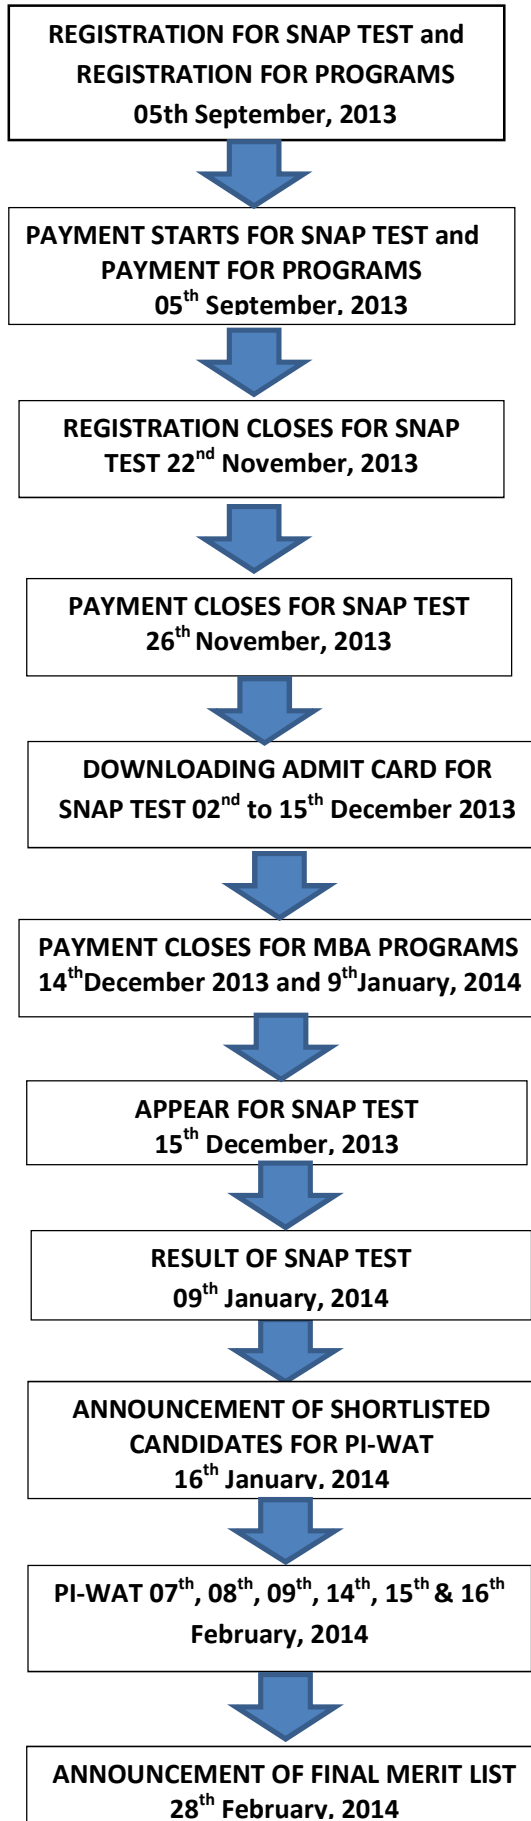 REGISTRATION FOR SNAP TEST and
REGISTRATION FOR PROGRAMS
05th September, 2013
PAYMENT STARTS FOR SNAP TEST and
PAYMENT FOR PROGRAMS
05th September, 2013
REGISTRATION CLOSES FOR SNAP
TEST 22nd November, 2013
PAYMENT CLOSES FOR SNAP TEST
26th November, 2013
DOWNLOADING ADMIT CARD FOR
SNAP TEST 02nd to 15th December 2013
PAYMENT CLOSES FOR MBA PROGRAMS
14thDecember 2013 and 9thJanuary, 2014
APPEAR FOR SNAP TEST
15th December, 2013
RESULT OF SNAP TEST
09th January, 2014
ANNOUNCEMENT OF SHORTLISTED
CANDIDATES FOR PI-WAT
16th January, 2014
PI-WAT 07th, 08th, 09th, 14th, 15th & 16th
February, 2014
ANNOUNCEMENT OF FINAL MERIT LIST
28th February, 2014